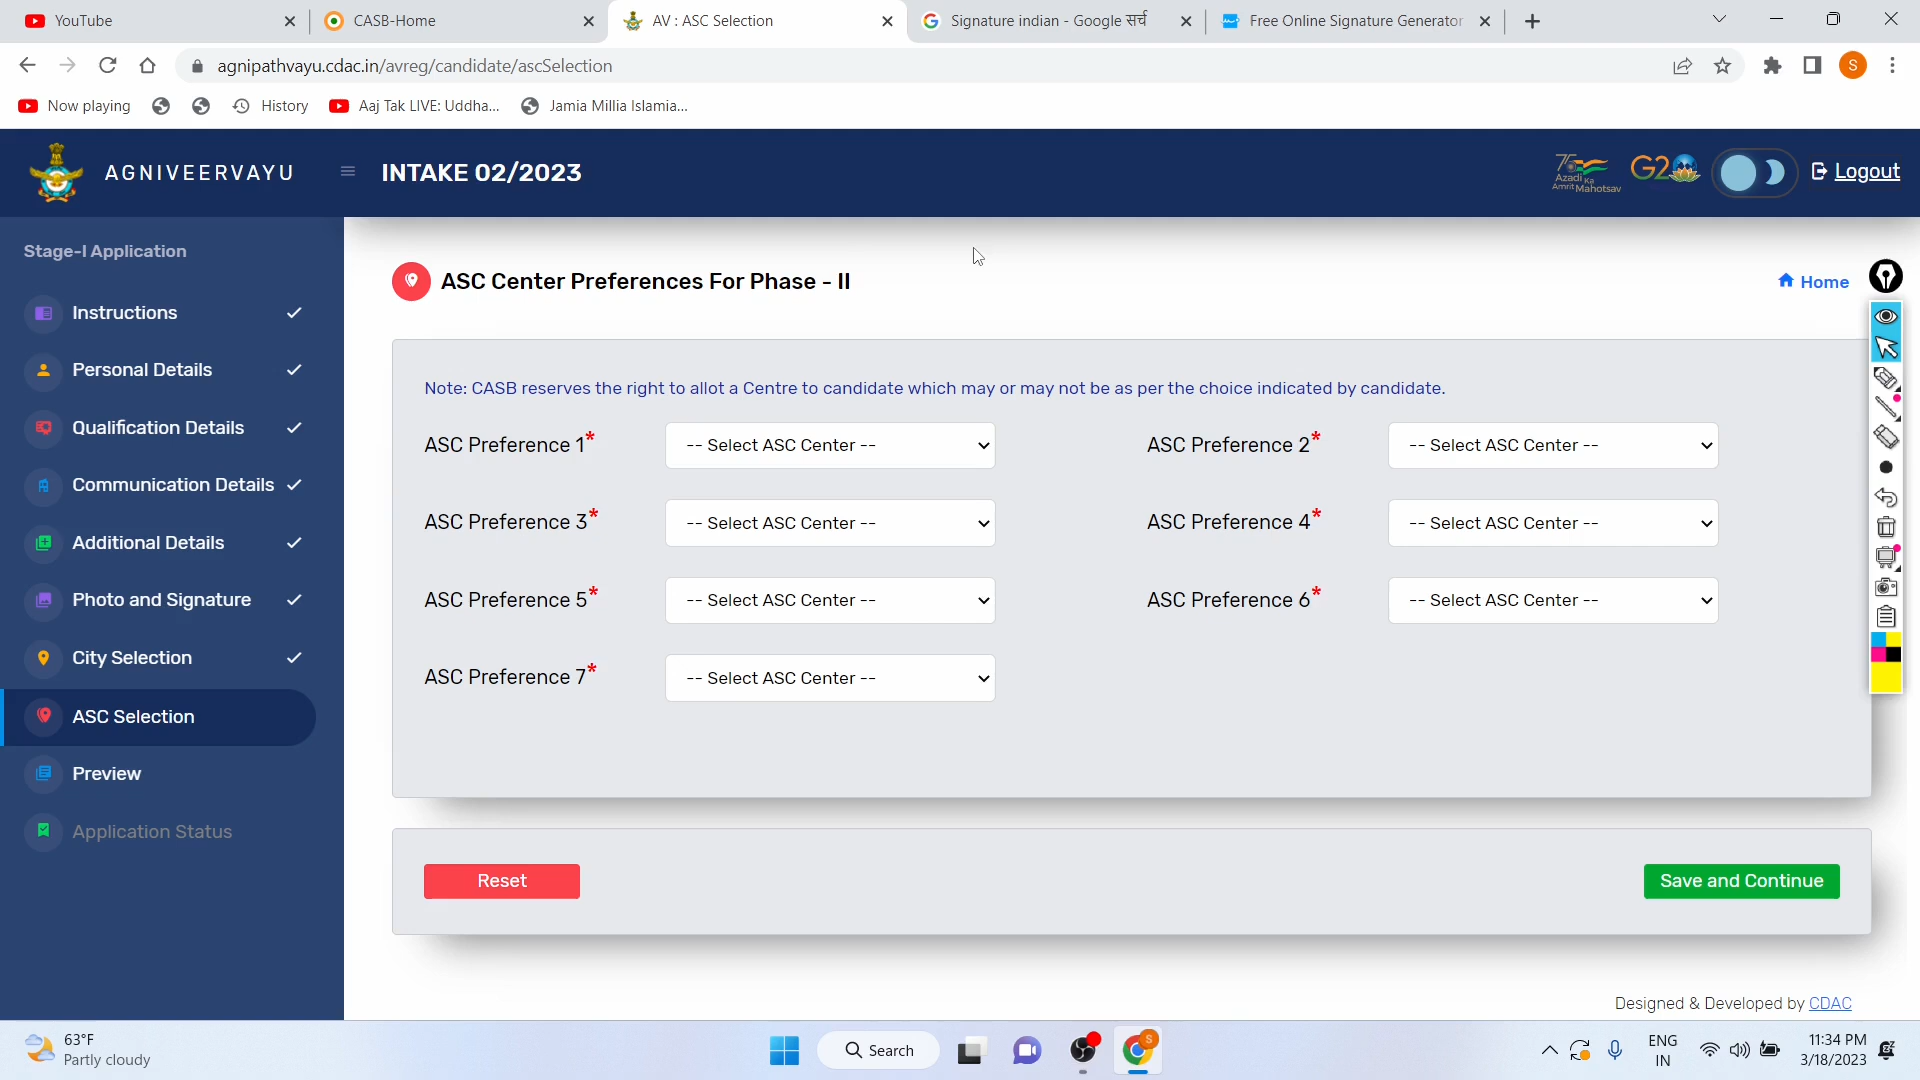 YouTube
CASB-Home
AV : ASC Selection
Signature indian - Google सर्च
Free Online Signature Generator
agnipathvayu.cdac.in/avreg/candidate/ascSelection
S
Now playing
History
Aaj Tak LIVE: Uddha...
Jamia Millia Islamia...
AGNIVEERVAYU
INTAKE 02/2023
75
Azadi Ka
Amrit Mahotsav
G20
Logout
Stage-I Application
Instructions
Personal Details
Qualification Details
Communication Details
Additional Details
Photo and Signature
City Selection
ASC Selection
Preview
Application Status
ASC Center Preferences For Phase - II
Home
Note: CASB reserves the right to allot a Centre to candidate which may or may not be as per the choice indicated by candidate.
ASC Preference 1*
-- Select ASC Center --
ASC Preference 2*
-- Select ASC Center --
ASC Preference 3*
-- Select ASC Center --
ASC Preference 4*
-- Select ASC Center --
ASC Preference 5*
-- Select ASC Center --
ASC Preference 6*
-- Select ASC Center --
ASC Preference 7*
-- Select ASC Center --
Reset
Save and Continue
Designed & Developed by CDAC
63°F
Partly cloudy
Search
S
ENG
IN
11:34 PM
3/18/2023